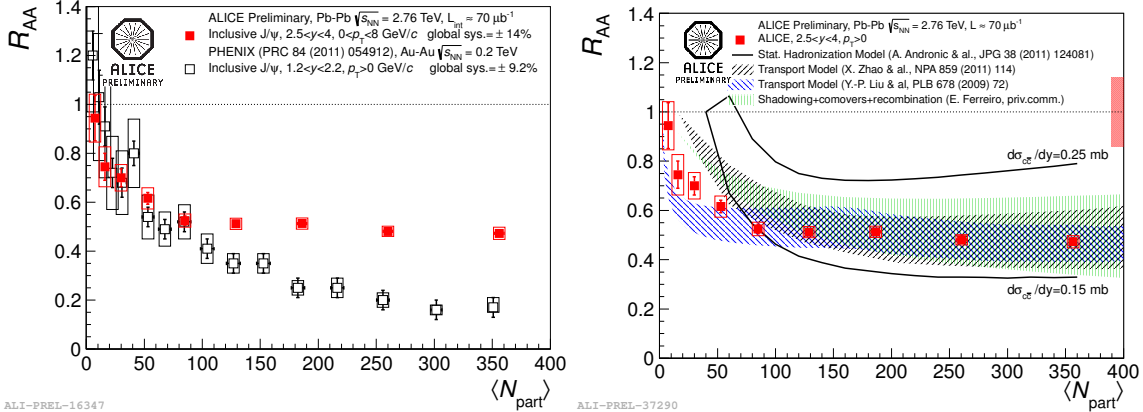 R_AA
ALICE Preliminary, Pb-Pb √s_NN = 2.76 TeV, L_int ≈ 70 μb⁻¹
Inclusive J/ψ, 2.5<y<4, 0<p_T<8 GeV/c global sys.= ± 14%
PHENIX (PRC 84 (2011) 054912), Au-Au √s_NN = 0.2 TeV
Inclusive J/ψ, 1.2<y<2.2, p_T>0 GeV/c global sys.= ± 9.2%
ALICE
PRELIMINARY
1.4
1.2
1
0.8
0.6
0.4
0.2
0
0 50 100 150 200 250 300 350 400
⟨N_part⟩
ALI-PREL-16347
R_AA
ALICE Preliminary, Pb-Pb √s_NN = 2.76 TeV, L ≈ 70 μb⁻¹
ALICE, 2.5<y<4, p_T>0
Stat. Hadronization Model (A. Andronic & al., JPG 38 (2011) 124081)
Transport Model (X. Zhao & al., NPA 859 (2011) 114)
Transport Model (Y.-P. Liu & al, PLB 678 (2009) 72)
Shadowing+comovers+recombination (E. Ferreiro, priv.comm.)
ALICE
PRELIMINARY
1.4
1.2
1
0.8
0.6
0.4
0.2
0
dσ_cc̄/dy=0.25 mb
dσ_cc̄/dy=0.15 mb
0 50 100 150 200 250 300 350 400
⟨N_part⟩
ALI-PREL-37290